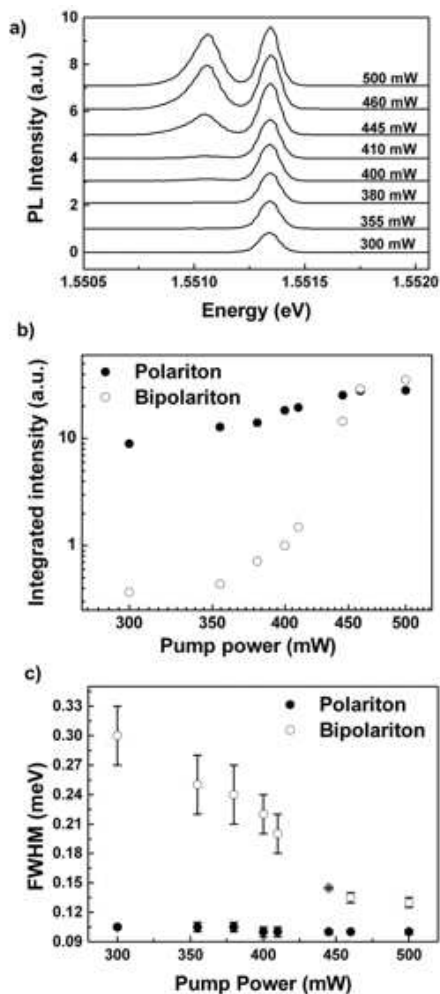 a)
10
8
6
4
2
0
PL Intensity (a.u.)
500 mW
460 mW
445 mW
410 mW
400 mW
380 mW
355 mW
300 mW
1.5505 1.5510 1.5515 1.5520
Energy (eV)
b)
Polariton
Bipolariton
10
1
Integrated intensity (a.u.)
300 350 400 450 500
Pump power (mW)
c)
Polariton
Bipolariton
0.33
0.30
0.27
0.24
0.21
0.18
0.15
0.12
0.09
FWHM (meV)
300 350 400 450 500
Pump Power (mW)